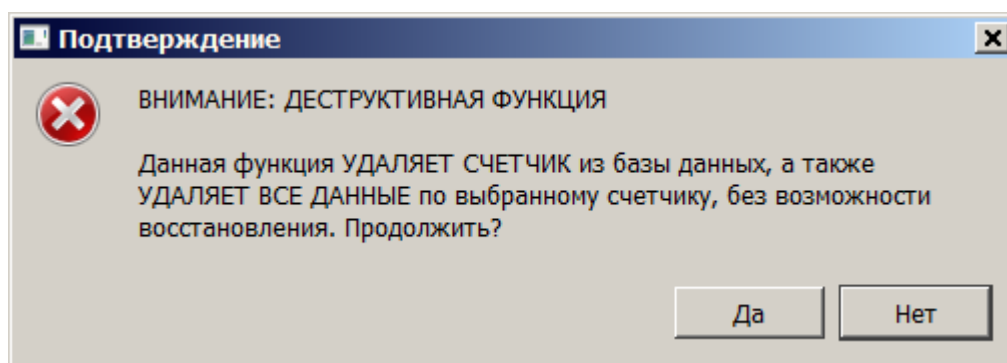 Подтверждение
ВНИМАНИЕ: ДЕСТРУКТИВНАЯ ФУНКЦИЯ
Данная функция УДАЛЯЕТ СЧЕТЧИК из базы данных, а также
УДАЛЯЕТ ВСЕ ДАННЫЕ по выбранному счетчику, без возможности
восстановления. Продолжить?
Да
Нет